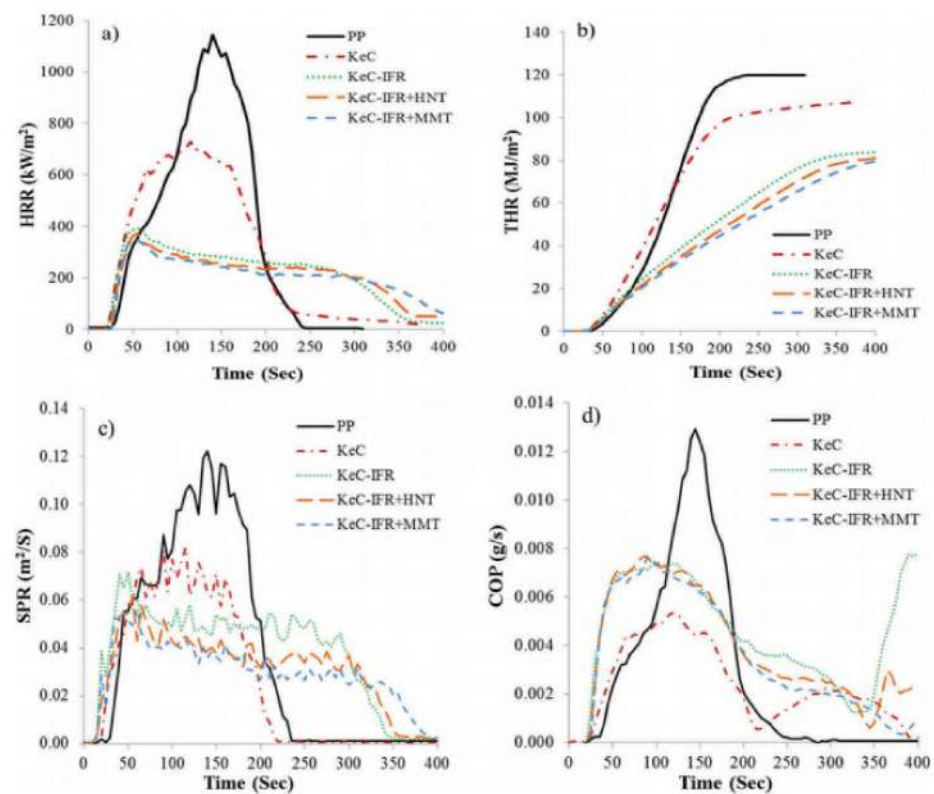 a)
HRR (kW/m²)
1200
1000
800
600
400
200
0
0 50 100 150 200 250 300 350 400
Time (Sec)
PP
KeC
KeC-IFR
KeC-IFR+HNT
KeC-IFR+MMT
b)
THR (MJ/m²)
140
120
100
80
60
40
20
0
0 50 100 150 200 250 300 350 400
Time (Sec)
PP
KeC
KeC-IFR
KeC-IFR+HNT
KeC-IFR+MMT
c)
SPR (m²/S)
0.14
0.12
0.10
0.08
0.06
0.04
0.02
0.00
0 50 100 150 200 250 300 350 400
Time (Sec)
PP
KeC
KeC-IFR
KeC-IFR+HNT
KeC-IFR+MMT
d)
COP (g/s)
0.014
0.012
0.010
0.008
0.006
0.004
0.002
0.000
0 50 100 150 200 250 300 350 400
Time (Sec)
PP
KeC
KeC-IFR
KeC-IFR+HNT
KeC-IFR+MMT